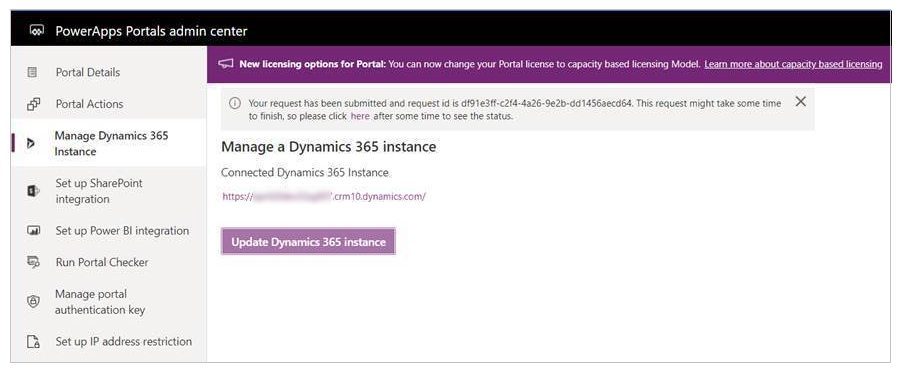 PowerApps Portals admin center
New licensing options for Portal: You can now change your Portal license to capacity based licensing Model. Learn more about capacity based licensing
Portal Details
Portal Actions
Manage Dynamics 365
Instance
Set up SharePoint
integration
Set up Power BI integration
Run Portal Checker
Manage portal
authentication key
Set up IP address restriction
Your request has been submitted and request id is df91e3ff-c2f4-4a26-9e2b-dd1456aecd64. This request might take some time
to finish, so please click here after some time to see the status.
Manage a Dynamics 365 instance
Connected Dynamics 365 Instance
https:// .crm10.dynamics.com/
Update Dynamics 365 instance